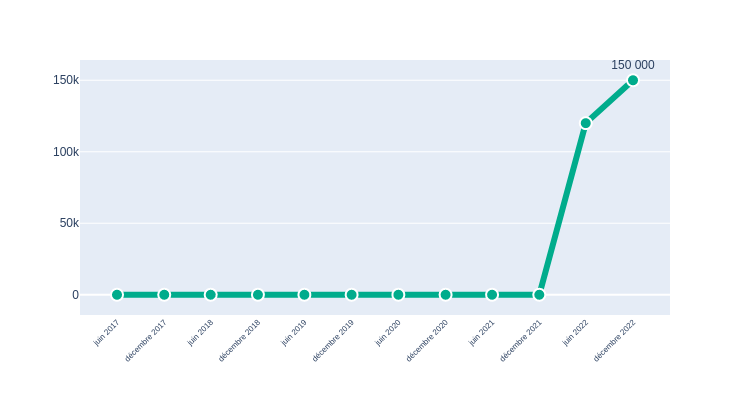 150 000
150k
100k
50k
0
juin 2017
décembre 2017
juin 2018
décembre 2018
juin 2019
décembre 2019
juin 2020
décembre 2020
juin 2021
décembre 2021
juin 2022
décembre 2022